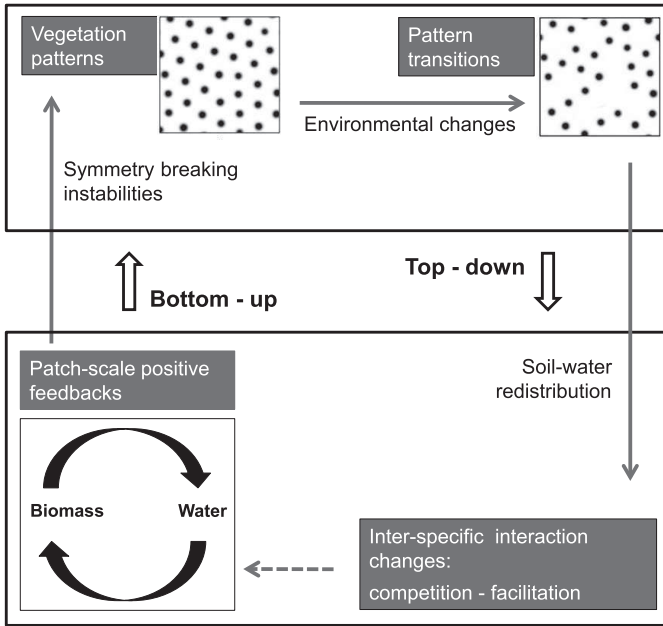 Vegetation
patterns
Pattern
transitions
Environmental changes
Symmetry breaking
instabilities
Bottom - up
Top - down
Patch-scale positive
feedbacks
Soil-water
redistribution
Biomass
Water
Inter-specific interaction
changes:
competition - facilitation